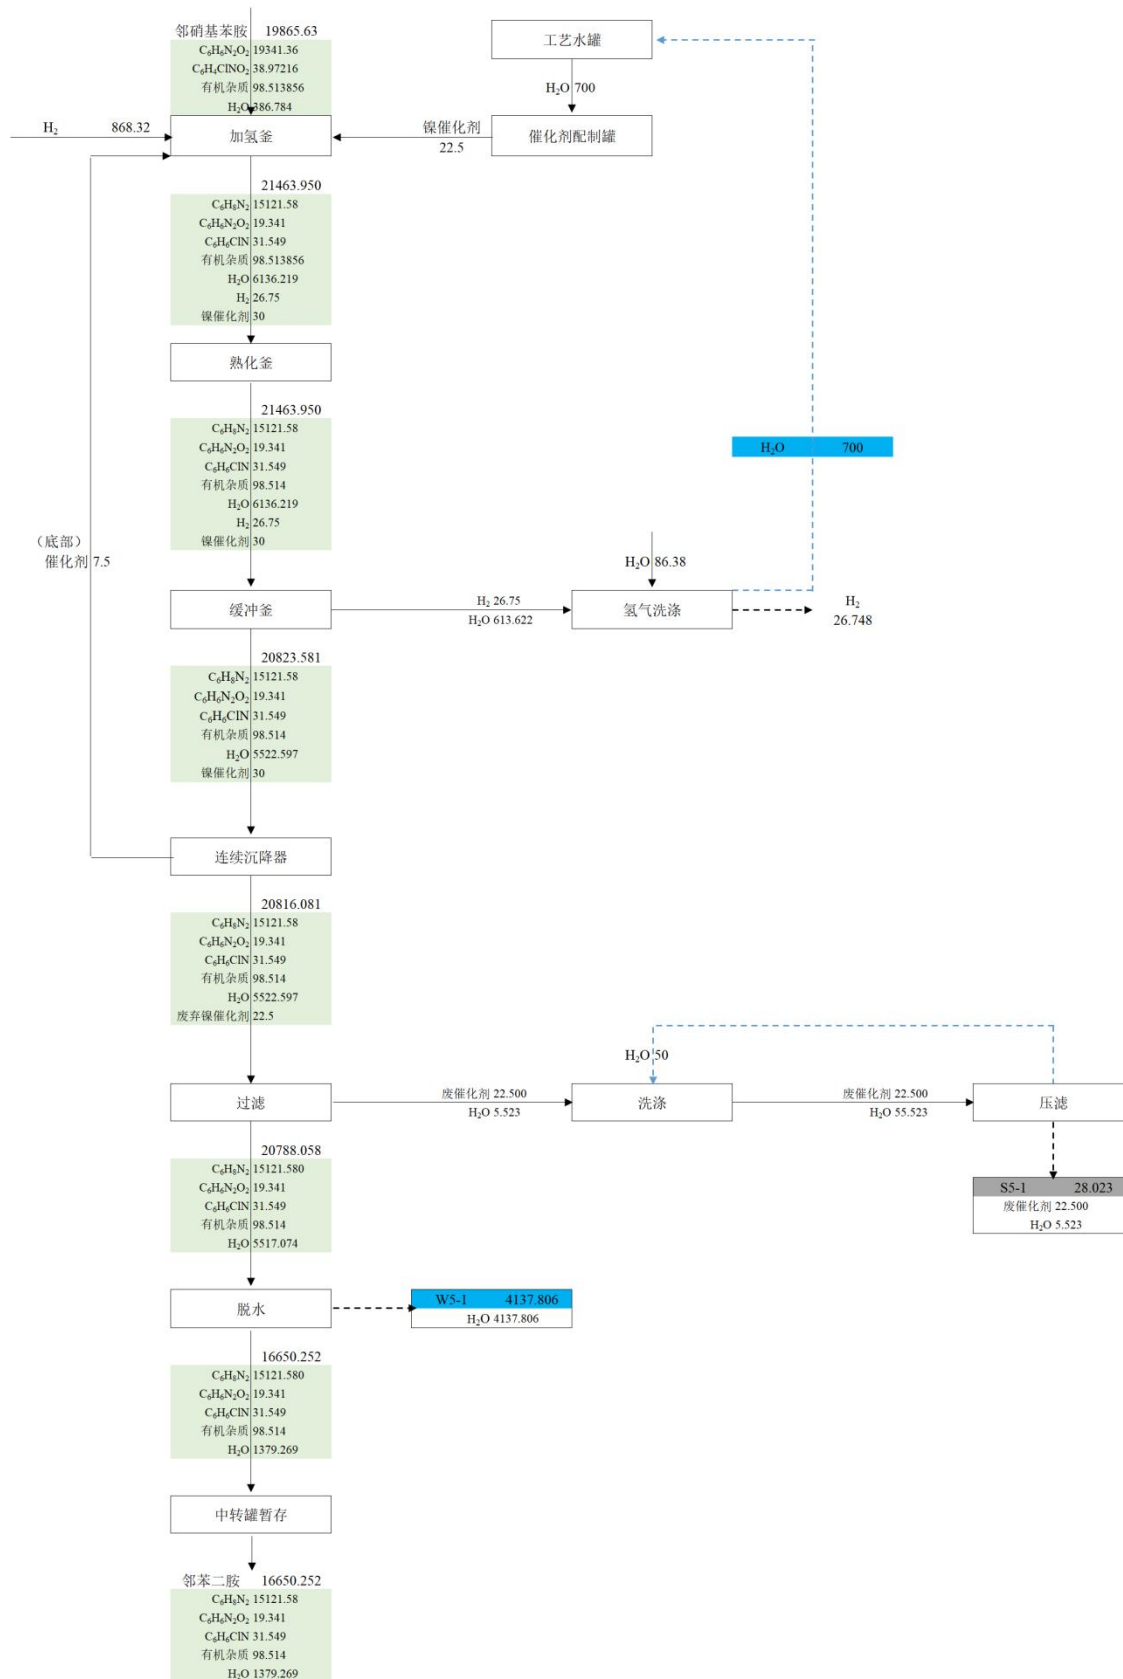 邻硝基苯胺 19865.63
C₆H₆N₂O₂ 19341.36
C₆H₄ClNO₂ 38.97216
有机杂质 98.513856
H₂O 386.784
工艺水罐
H₂O 700
H₂ 868.32
加氢釜
镍催化剂
22.5
催化剂配制罐
21463.950
C₆H₈N₂ 15121.58
C₆H₆N₂O₂ 19.341
C₆H₆ClN 31.549
有机杂质 98.513856
H₂O 6136.219
H₂ 26.75
镍催化剂 30
熟化釜
21463.950
C₆H₈N₂ 15121.58
C₆H₆N₂O₂ 19.341
C₆H₆ClN 31.549
有机杂质 98.514
H₂O 6136.219
H₂ 26.75
镍催化剂 30
H₂O 700
（底部）
催化剂 7.5
H₂O 86.38
缓冲釜
H₂ 26.75
H₂O 613.622
氢气洗涤
H₂
26.748
20823.581
C₆H₈N₂ 15121.58
C₆H₆N₂O₂ 19.341
C₆H₆ClN 31.549
有机杂质 98.514
H₂O 5522.597
镍催化剂 30
连续沉降器
20816.081
C₆H₈N₂ 15121.58
C₆H₆N₂O₂ 19.341
C₆H₆ClN 31.549
有机杂质 98.514
H₂O 5522.597
废弃镍催化剂 22.5
H₂O 50
过滤
废催化剂 22.500
H₂O 5.523
洗涤
废催化剂 22.500
H₂O 55.523
压滤
20788.058
C₆H₈N₂ 15121.580
C₆H₆N₂O₂ 19.341
C₆H₆ClN 31.549
有机杂质 98.514
H₂O 5517.074
S5-1 28.023
废催化剂 22.500
H₂O 5.523
脱水
W5-1 4137.806
H₂O 4137.806
16650.252
C₆H₈N₂ 15121.580
C₆H₆N₂O₂ 19.341
C₆H₆ClN 31.549
有机杂质 98.514
H₂O 1379.269
中转罐暂存
邻苯二胺 16650.252
C₆H₈N₂ 15121.58
C₆H₆N₂O₂ 19.341
C₆H₆ClN 31.549
有机杂质 98.514
H₂O 1379.269